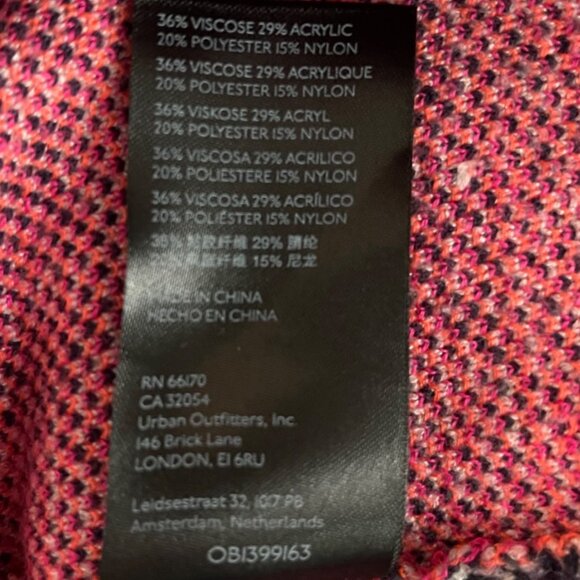 36% VISCOSE 29% ACRYLIC
20% POLYESTER 15% NYLON
36% VISCOSE 29% ACRYLIQUE
20% POLYESTER 15% NYLON
36% VISKOSE 29% ACRYL
20% POLYESTER 15% NYLON
36% VISCOSA 29% ACRILICO
20% POLIESTERE 15% NYLON
36% VISCOSA 29% ACRÍLICO
20% POLIÉSTER 15% NYLON
36% 29% 腈纶
15% 尼龙
MADE IN CHINA
HECHO EN CHINA
RN 66170
CA 32054
Urban Outfitters, Inc.
146 Brick Lane
LONDON, E1 6RU
Leidsestraat 32, 1017 PB
Amsterdam, Netherlands
OB1399163